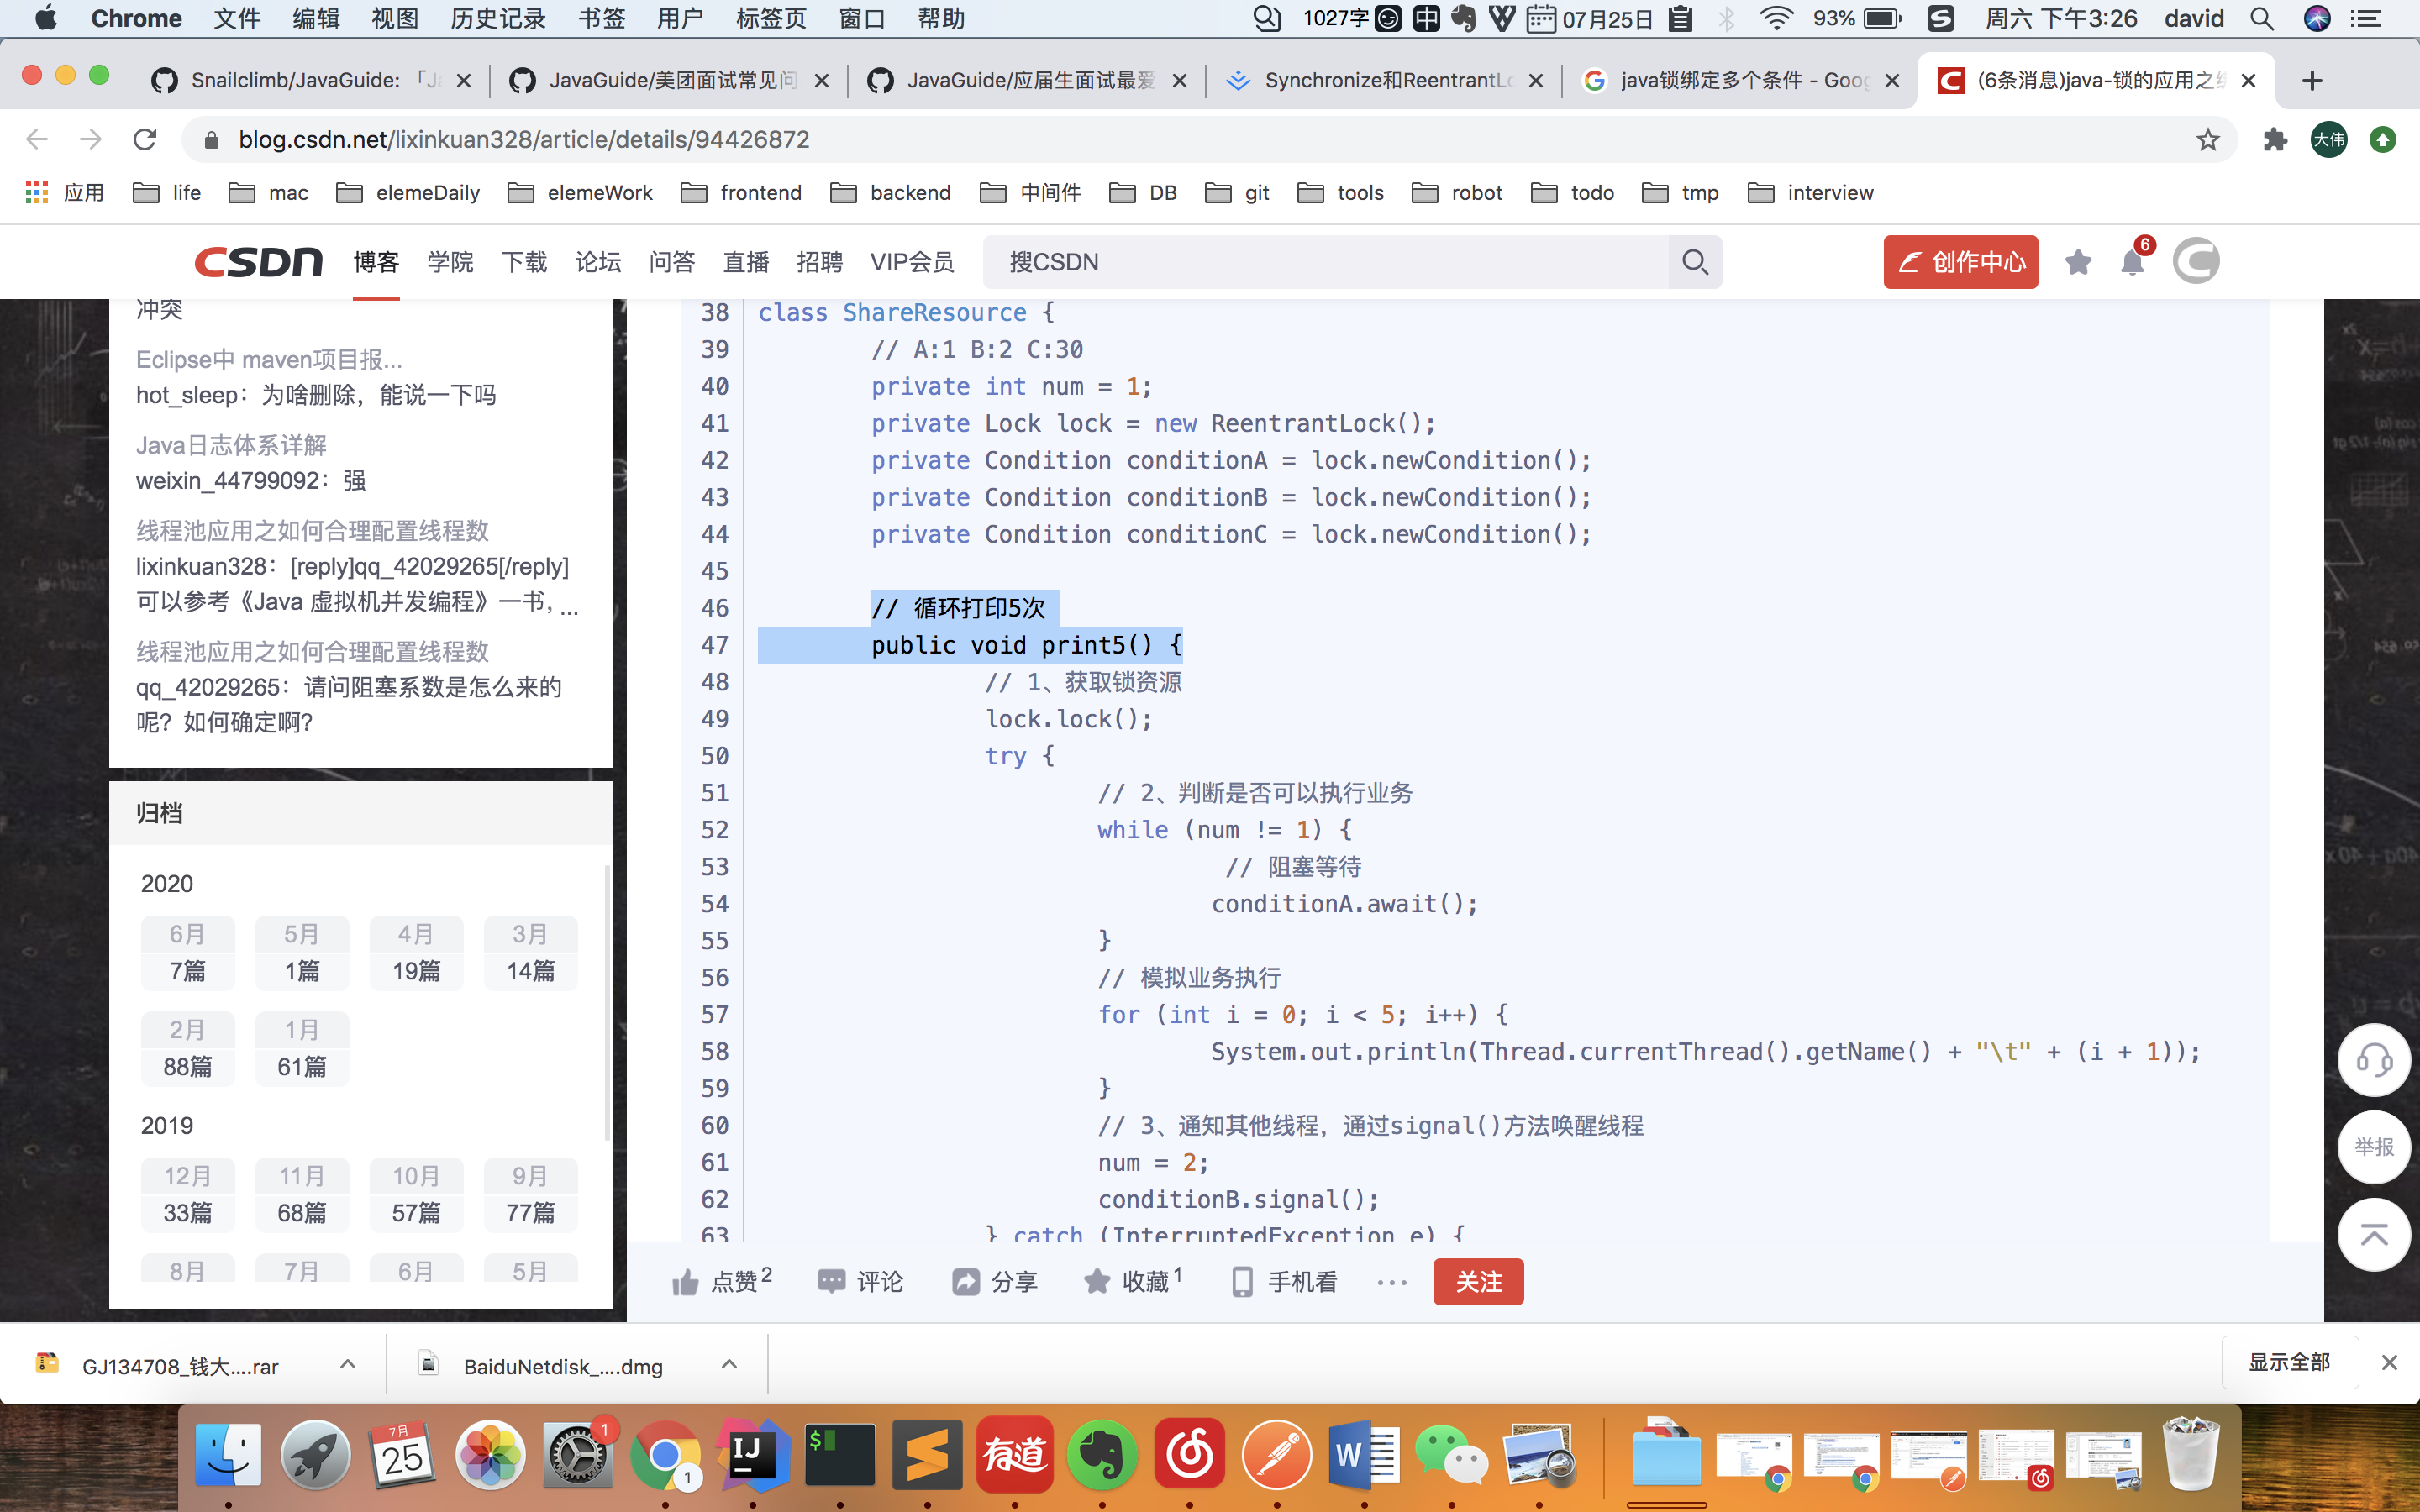 Chrome 文件 编辑 视图 历史记录 书签 用户 标签页 窗口 帮助 1027字 中 07月25日 93% 周六 下午3:26 david
Snailclimb/JavaGuide: 「Ja
JavaGuide/美团面试常见问
JavaGuide/应届生面试最爱
Synchronize和ReentrantLo
java锁绑定多个条件 - Goog
(6条消息)java-锁的应用之线
blog.csdn.net/lixinkuan328/article/details/94426872 大伟
应用 life mac elemeDaily elemeWork frontend backend 中间件 DB git tools robot todo tmp interview
CSDN 博客 学院 下载 论坛 问答 直播 招聘 VIP会员 搜CSDN 创作中心 6
冲突
Eclipse中 maven项目报...
hot_sleep：为啥删除，能说一下吗
Java日志体系详解
weixin_44799092：强
线程池应用之如何合理配置线程数
lixinkuan328：[reply]qq_42029265[/reply]
可以参考《Java 虚拟机并发编程》一书，...
线程池应用之如何合理配置线程数
qq_42029265：请问阻塞系数是怎么来的
呢？如何确定啊？
归档
2020
6月 5月 4月 3月
7篇 1篇 19篇 14篇
2月 1月
88篇 61篇
2019
12月 11月 10月 9月
33篇 68篇 57篇 77篇
8月 7月 6月 5月
38 class ShareResource {
39 // A:1 B:2 C:30
40 private int num = 1;
41 private Lock lock = new ReentrantLock();
42 private Condition conditionA = lock.newCondition();
43 private Condition conditionB = lock.newCondition();
44 private Condition conditionC = lock.newCondition();
45
46 // 循环打印5次
47 public void print5() {
48 // 1、获取锁资源
49 lock.lock();
50 try {
51 // 2、判断是否可以执行业务
52 while (num != 1) {
53 // 阻塞等待
54 conditionA.await();
55 }
56 // 模拟业务执行
57 for (int i = 0; i < 5; i++) {
58 System.out.println(Thread.currentThread().getName() + "\t" + (i + 1));
59 }
60 // 3、通知其他线程，通过signal()方法唤醒线程
61 num = 2;
62 conditionB.signal();
63 } catch (InterruptedException e) {
举报
点赞2 评论 分享 收藏1 手机看 ··· 关注
GJ134708_钱大....rar
BaiduNetdisk_....dmg
显示全部
7月
25
1
1
IJ
$
有道
W